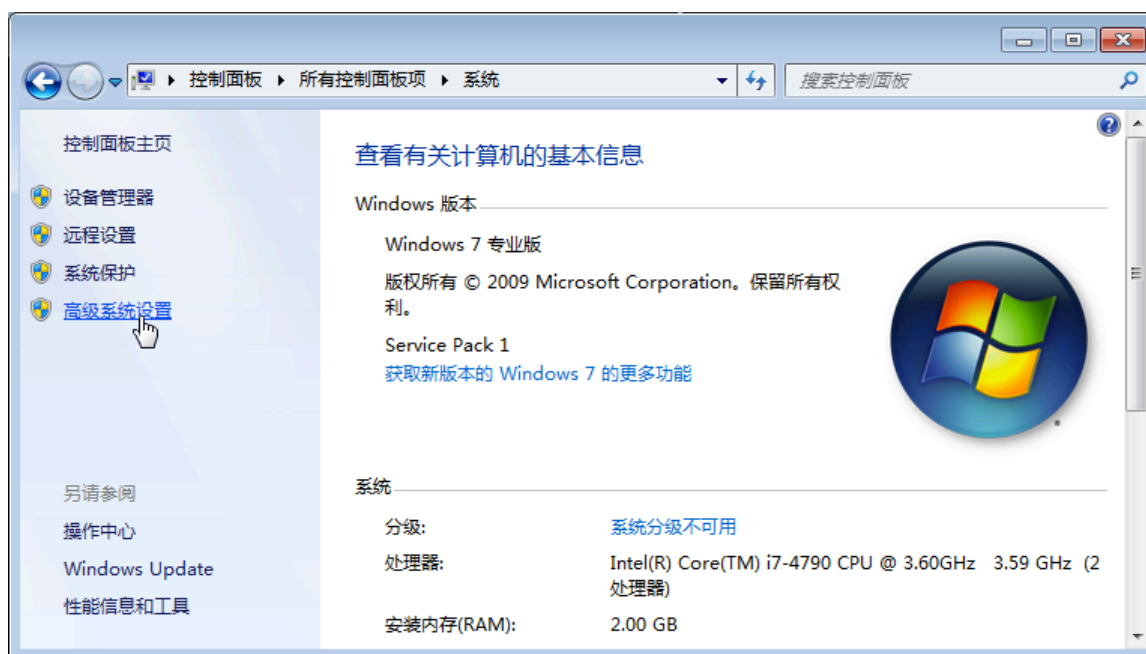 控制面板 所有控制面板项 系统
搜索控制面板
控制面板主页
设备管理器
远程设置
系统保护
高级系统设置
另请参阅
操作中心
Windows Update
性能信息和工具
查看有关计算机的基本信息
Windows 版本
Windows 7 专业版
版权所有 © 2009 Microsoft Corporation。保留所有权
利。
Service Pack 1
获取新版本的 Windows 7 的更多功能
系统
分级: 系统分级不可用
处理器: Intel(R) Core(TM) i7-4790 CPU @ 3.60GHz 3.59 GHz (2
处理器)
安装内存(RAM): 2.00 GB